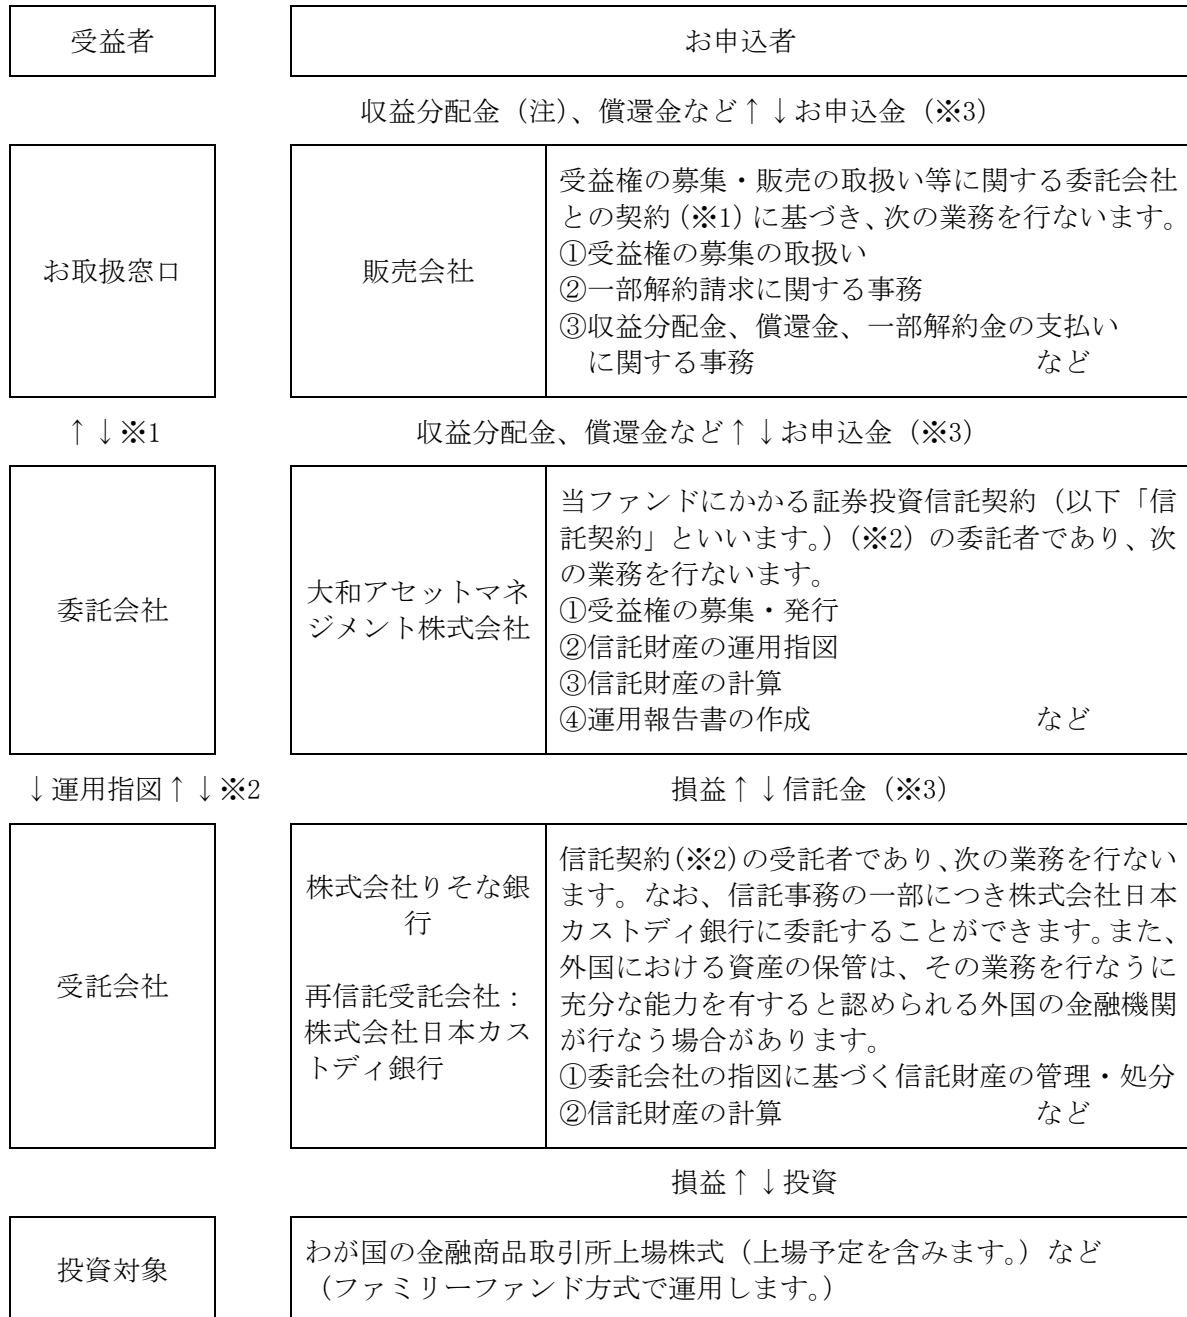 受益者
お申込者
収益分配金（注）、償還金など↑↓お申込金（※3）
お取扱窓口
販売会社
受益権の募集・販売の取扱い等に関する委託会社
との契約（※1）に基づき、次の業務を行ないます。
①受益権の募集の取扱い
②一部解約請求に関する事務
③収益分配金、償還金、一部解約金の支払い
に関する事務 など
↑↓※1
収益分配金、償還金など↑↓お申込金（※3）
委託会社
大和アセットマネ
ジメント株式会社
当ファンドにかかる証券投資信託契約（以下「信
託契約」といいます。）（※2）の委託者であり、次
の業務を行ないます。
①受益権の募集・発行
②信託財産の運用指図
③信託財産の計算
④運用報告書の作成 など
↓運用指図↑↓※2
損益↑↓信託金（※3）
受託会社
株式会社りそな銀
行
再信託受託会社：
株式会社日本カス
トディ銀行
信託契約（※2）の受託者であり、次の業務を行ない
ます。なお、信託事務の一部につき株式会社日本
カストディ銀行に委託することができます。また、
外国における資産の保管は、その業務を行なうに
充分な能力を有すると認められる外国の金融機関
が行なう場合があります。
①委託会社の指図に基づく信託財産の管理・処分
②信託財産の計算 など
損益↑↓投資
投資対象
わが国の金融商品取引所上場株式（上場予定を含みます。）など
（ファミリーファンド方式で運用します。）